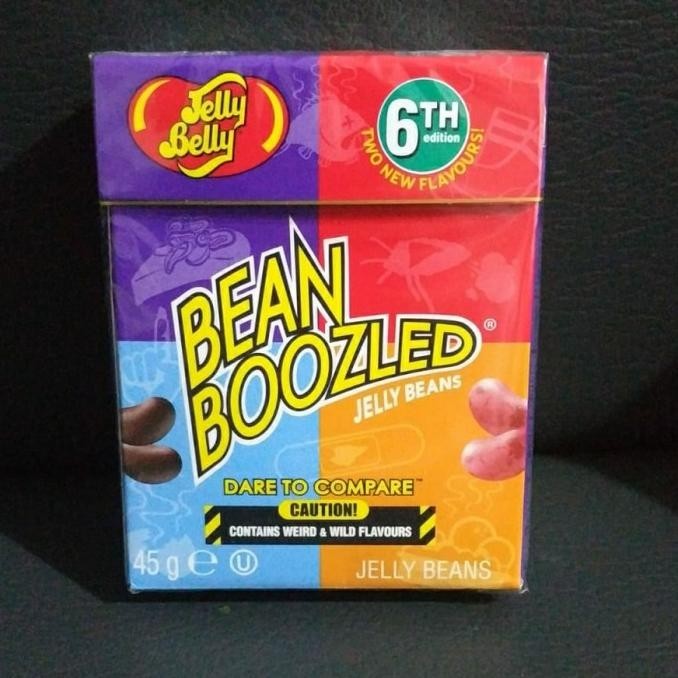 Jelly
Belly
6TH
edition
TWO NEW FLAVOURS!
BEAN
BOOZLED®
JELLY BEANS
DARE TO COMPARE™
CAUTION!
CONTAINS WEIRD & WILD FLAVOURS
45 g ℮ U
JELLY BEANS